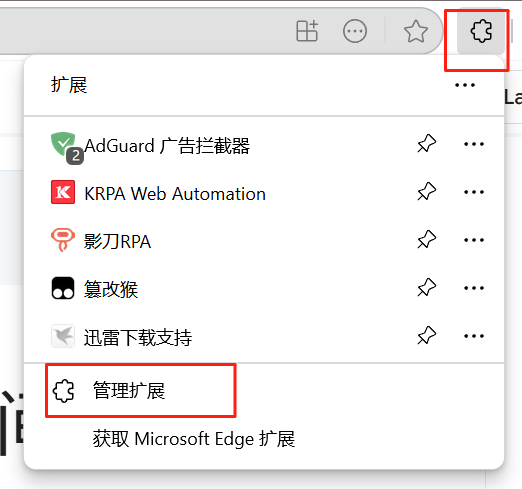 扩展
2
AdGuard 广告拦截器
KRPA Web Automation
影刀RPA
篡改猴
迅雷下载支持
管理扩展
获取 Microsoft Edge 扩展
La